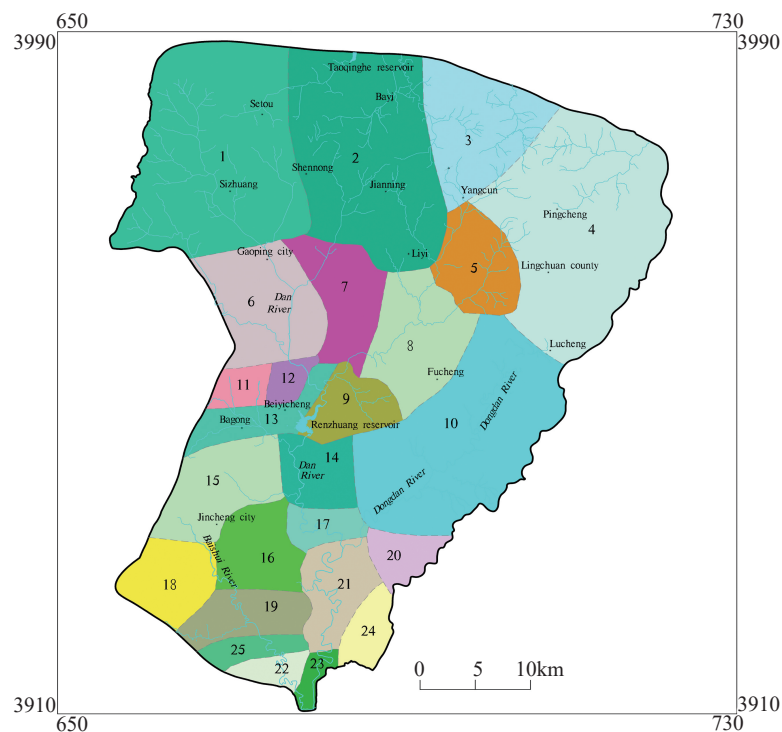 650
730
3990
3990
Taoqinghe reservoir
Bayi
Setou
3
1
2
Shennong
Sizhuang
Jianning
Yangcun
Pingcheng
4
Gaoping city
Liyi
5
Lingchuan county
7
6
Dan
River
8
Lucheng
Fucheng
11
12
9
Dongdan River
Beiyicheng
Bagong
13
Renzhuang reservoir
10
14
Dan
River
15
Dongdan River
Jincheng city
17
Baishui River
16
20
18
21
19
24
25
22
23
0
5
10km
3910
3910
650
730